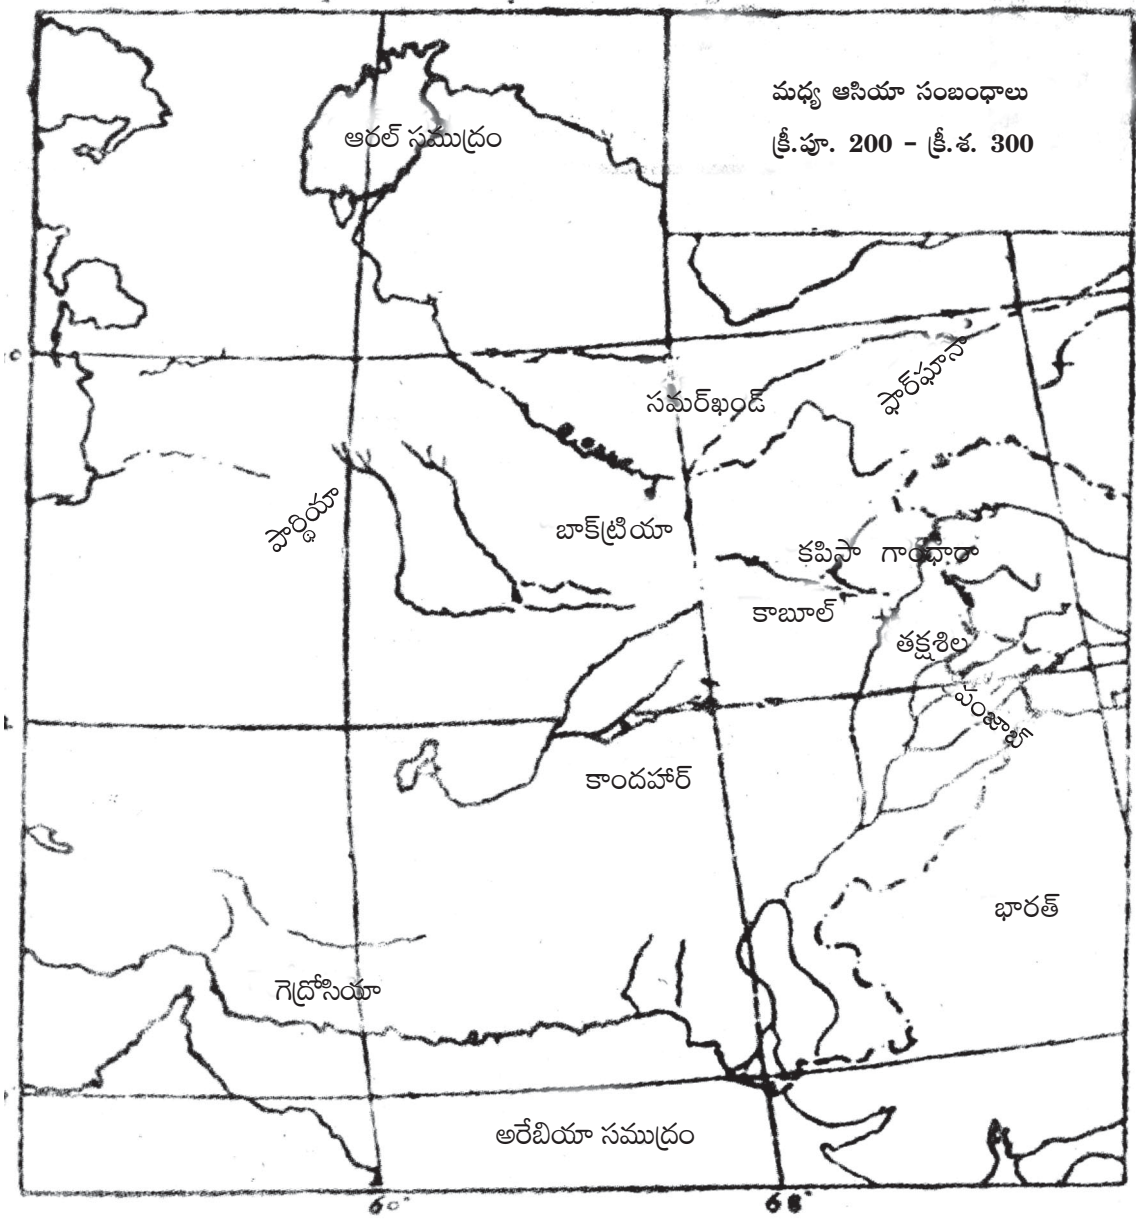 మధ్య ఆసియా సంబంధాలు
క్రీ.పూ. 200 - క్రీ.శ. 300
ఆరల్ సముద్రం
ఫార్‌ఘానా
సమర్‌ఖండ్
పార్థియా
బాక్ట్రియా
కపిసా గాంధారా
కాబూల్
తక్షశిల
పంజాబ్
కాందహార్
భారత్
గెద్రోసియా
అరేబియా సముద్రం
60°
68°